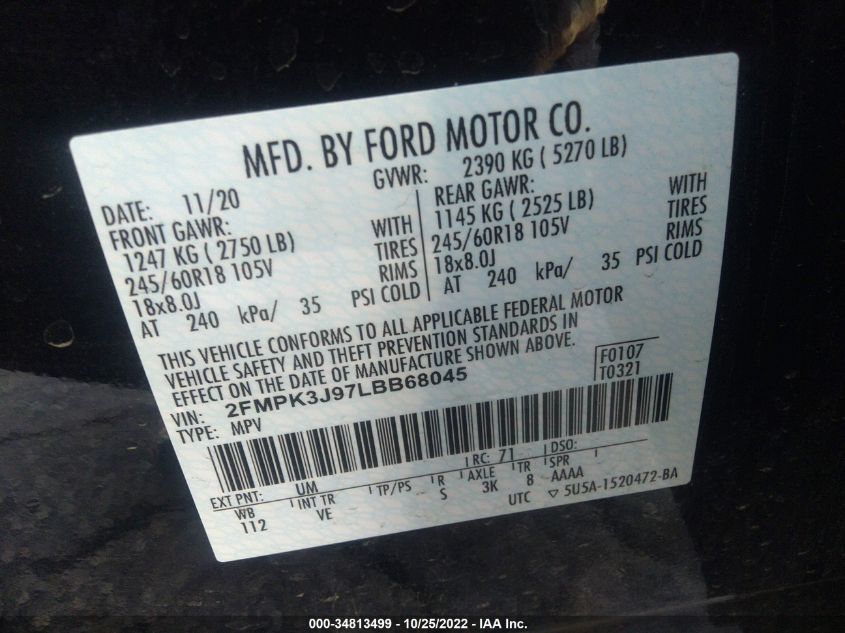 MFD. BY FORD MOTOR CO.
DATE: 11/20
GVWR: 2390 KG ( 5270 LB)
FRONT GAWR:
1247 KG ( 2750 LB) WITH
245/60R18 105V TIRES
18x8.0J RIMS
AT 240 kPa/ 35 PSI COLD
REAR GAWR:
1145 KG ( 2525 LB) WITH
245/60R18 105V TIRES
18x8.0J RIMS
AT 240 kPa/ 35 PSI COLD
THIS VEHICLE CONFORMS TO ALL APPLICABLE FEDERAL MOTOR
VEHICLE SAFETY AND THEFT PREVENTION STANDARDS IN
EFFECT ON THE DATE OF MANUFACTURE SHOWN ABOVE.
VIN: 2FMPK3J97LBB68045
TYPE: MPV
F0107
T0321
EXT PNT: UM RC: 71 DSO:
WB INT TR TP/PS R AXLE TR SPR
112 VE S 3K 8 AAAA
UTC ▽ 5U5A-1520472-BA
000-34813499 - 10/25/2022 - IAA Inc.